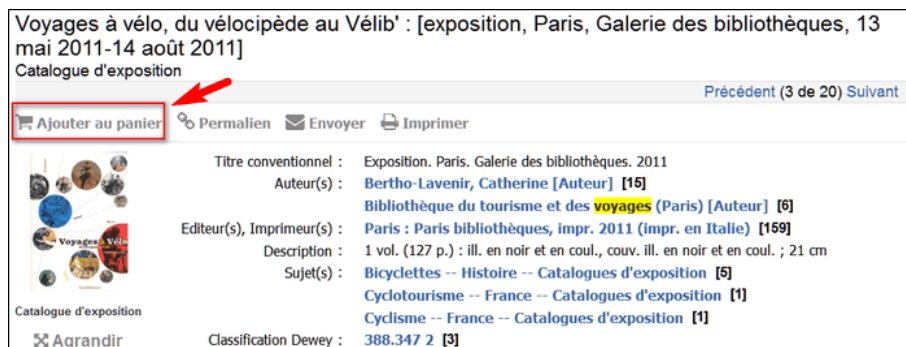 Voyages à vélo, du vélocipède au Vélib' : [exposition, Paris, Galerie des bibliothèques, 13
mai 2011-14 août 2011]
Catalogue d'exposition
Précédent (3 de 20) Suivant
Ajouter au panier Permalien Envoyer Imprimer
Titre conventionnel : Exposition. Paris. Galerie des bibliothèques. 2011
Auteur(s) : Bertho-Lavenir, Catherine [Auteur] [15]
Bibliothèque du tourisme et des voyages (Paris) [Auteur] [6]
Editeur(s), Imprimeur(s) : Paris : Paris bibliothèques, impr. 2011 (impr. en Italie) [159]
Description : 1 vol. (127 p.) : ill. en noir et en coul., couv. ill. en noir et en coul. ; 21 cm
Sujet(s) : Bicyclettes -- Histoire -- Catalogues d'exposition [5]
Cyclotourisme -- France -- Catalogues d'exposition [1]
Cyclisme -- France -- Catalogues d'exposition [1]
Classification Dewey : 388.347 2 [3]
Voyages Vélo
Catalogue d'exposition
Agrandir